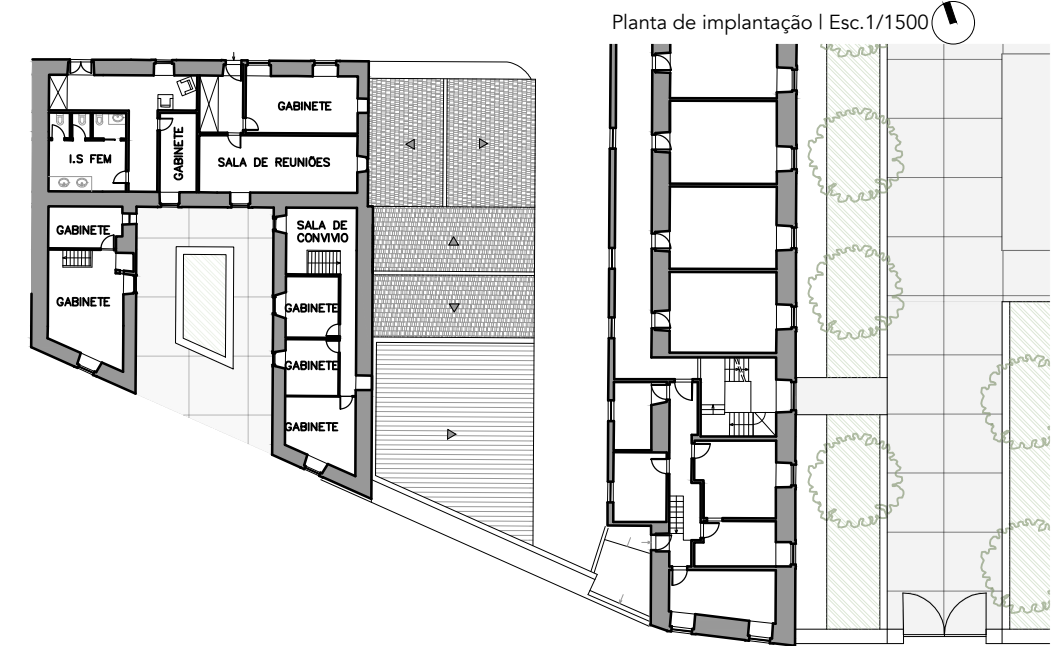 Planta de implantação | Esc.1/1500
GABINETE
GABINETE
I.S FEM
SALA DE REUNIÕES
GABINETE
SALA DE
CONVIVIO
GABINETE
GABINETE
GABINETE
GABINETE